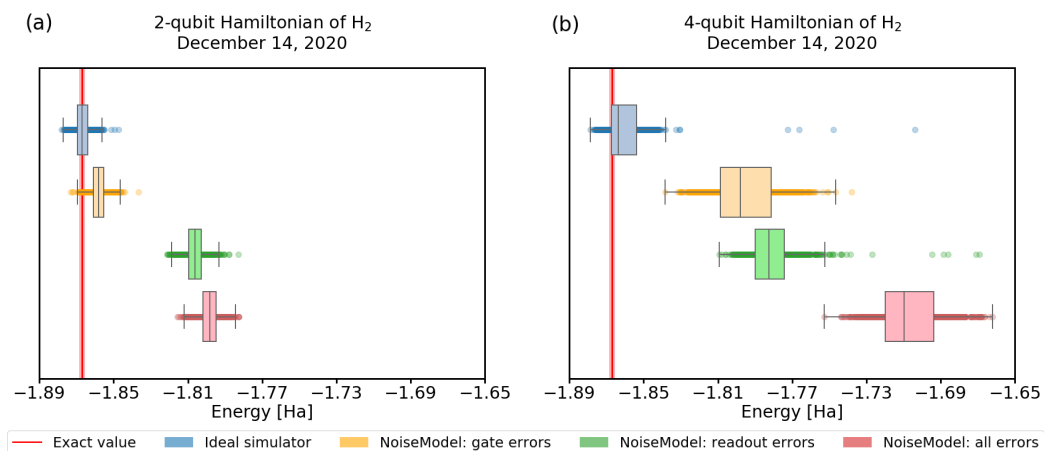 (a)
2-qubit Hamiltonian of H₂
December 14, 2020
−1.89 −1.85 −1.81 −1.77 −1.73 −1.69 −1.65
Energy [Ha]
(b)
4-qubit Hamiltonian of H₂
December 14, 2020
−1.89 −1.85 −1.81 −1.77 −1.73 −1.69 −1.65
Energy [Ha]
Exact value Ideal simulator NoiseModel: gate errors NoiseModel: readout errors NoiseModel: all errors